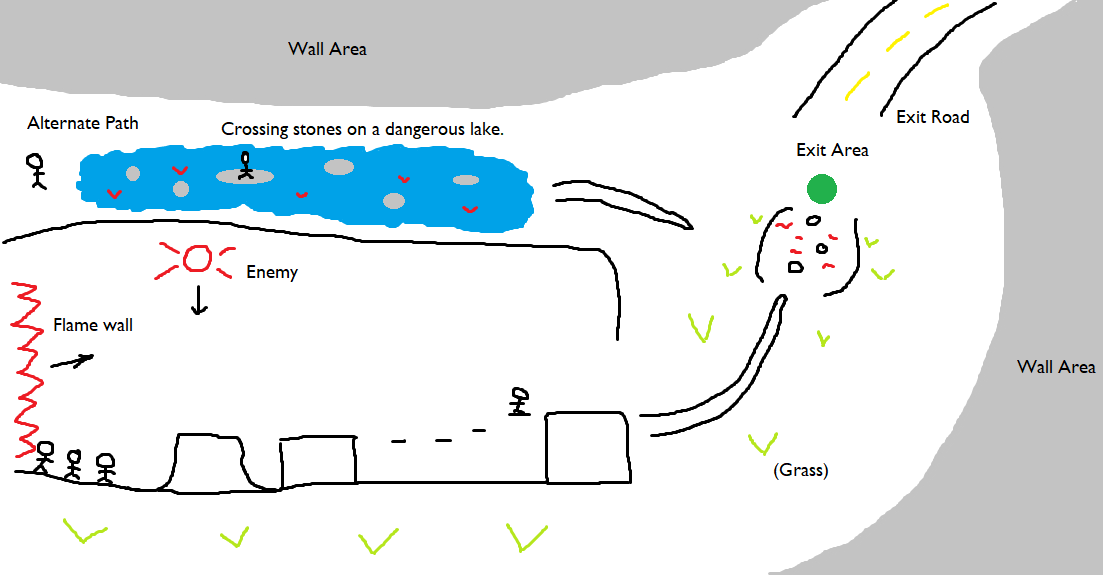 Wall Area
Exit Road
Alternate Path
Crossing stones on a dangerous lake.
Exit Area
Enemy
Flame wall
Wall Area
(Grass)